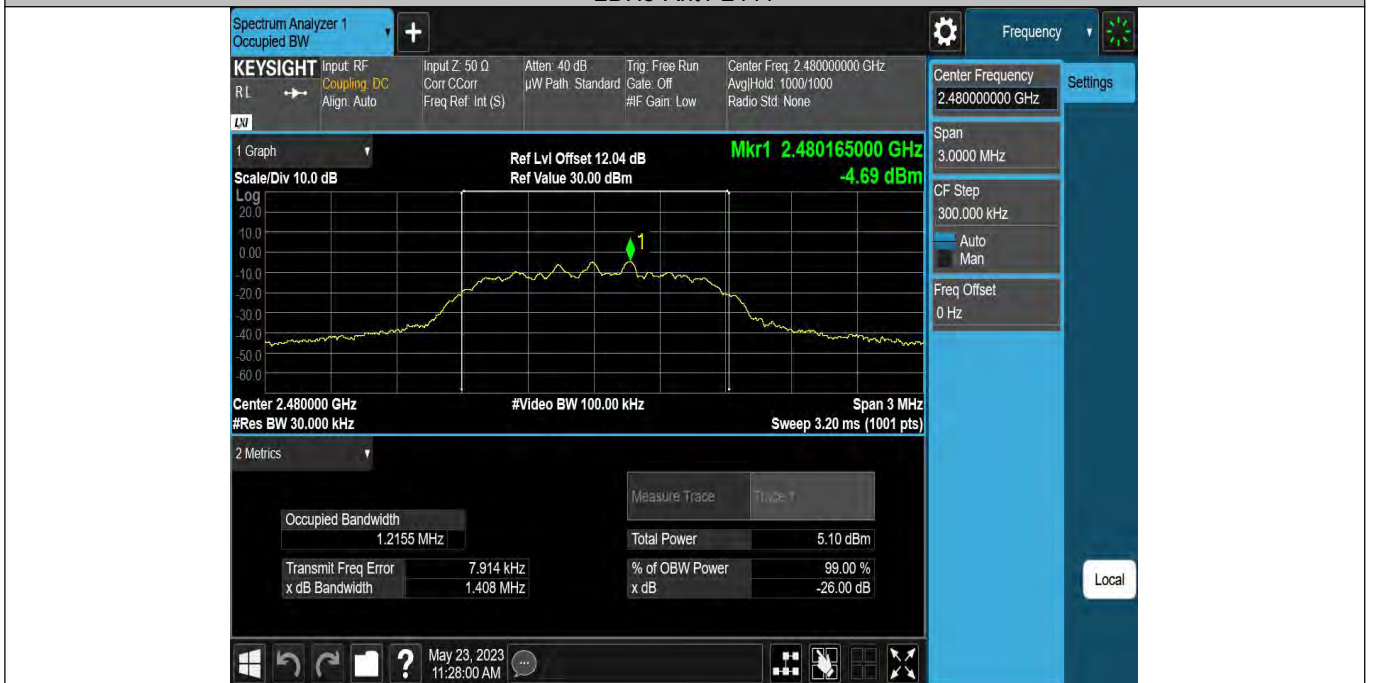 Spectrum Analyzer 1
Occupied BW
+
Frequency
KEYSIGHT
RL
LXI
Input: RF
Coupling: DC
Align: Auto
Input Z: 50 Ω
Corr CCorr
Freq Ref: Int (S)
Atten: 40 dB
µW Path: Standard
Trig: Free Run
Gate: Off
#IF Gain: Low
Center Freq: 2.480000000 GHz
Avg|Hold: 1000/1000
Radio Std: None
Center Frequency
2.480000000 GHz
Settings
Span
3.0000 MHz
CF Step
300.000 kHz
Auto
Man
Freq Offset
0 Hz
Local
1 Graph
Scale/Div 10.0 dB
Ref Lvl Offset 12.04 dB
Ref Value 30.00 dBm
Mkr1 2.480165000 GHz
-4.69 dBm
Log
20.0
10.0
0.00
-10.0
-20.0
-30.0
-40.0
-50.0
-60.0
1
Center 2.480000 GHz
#Video BW 100.00 kHz
Span 3 MHz
#Res BW 30.000 kHz
Sweep 3.20 ms (1001 pts)
2 Metrics
Measure Trace
Trace 1
Occupied Bandwidth
1.2155 MHz
Total Power
5.10 dBm
Transmit Freq Error
7.914 kHz
% of OBW Power
99.00 %
x dB Bandwidth
1.408 MHz
x dB
-26.00 dB
?
May 23, 2023
11:28:00 AM